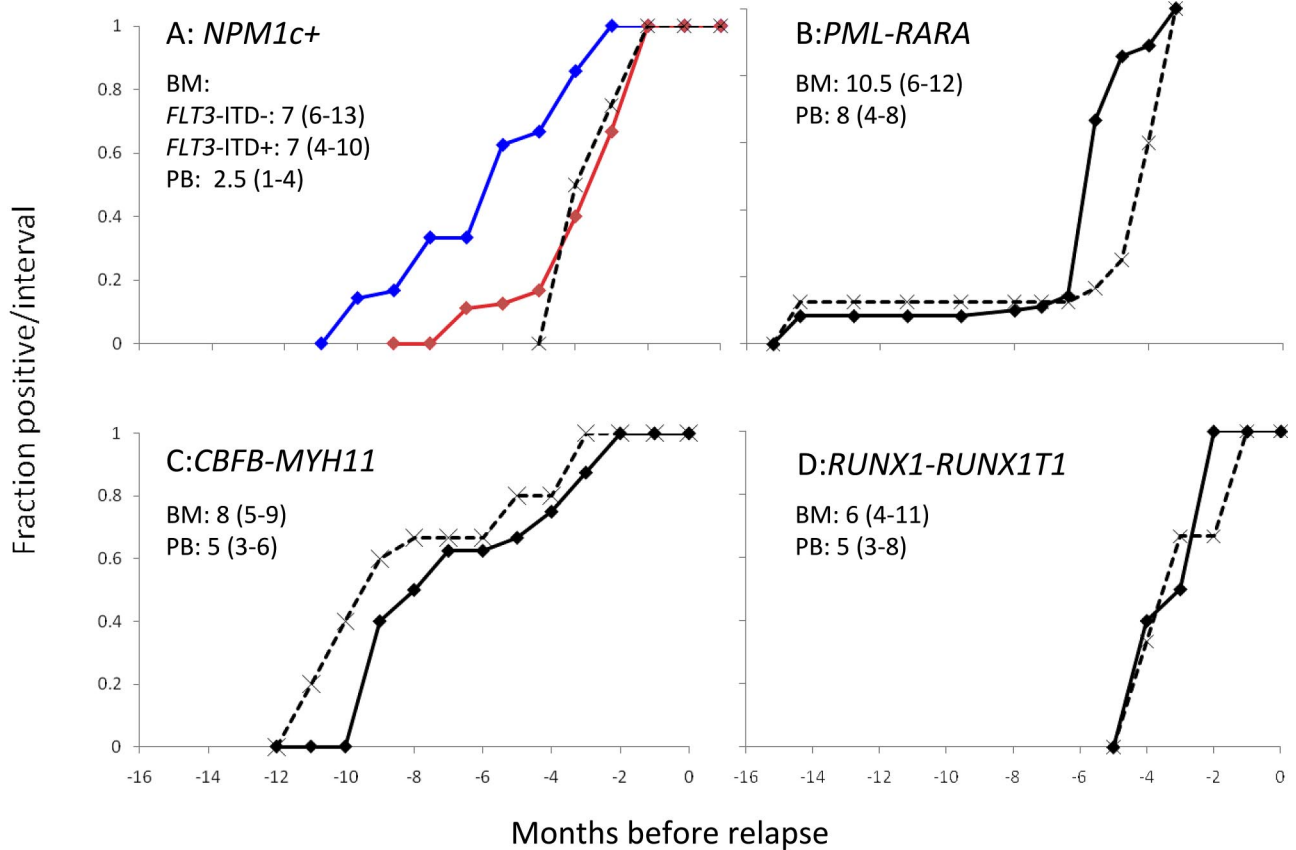 A: NPM1c+
BM:
FLT3-ITD-: 7 (6-13)
FLT3-ITD+: 7 (4-10)
PB: 2.5 (1-4)
1
0.8
0.6
0.4
0.2
0
B:PML-RARA
BM: 10.5 (6-12)
PB: 8 (4-8)
Fraction positive/interval
C:CBFB-MYH11
BM: 8 (5-9)
PB: 5 (3-6)
1
0.8
0.6
0.4
0.2
0
-16 -14 -12 -10 -8 -6 -4 -2 0
D:RUNX1-RUNX1T1
BM: 6 (4-11)
PB: 5 (3-8)
-16 -14 -12 -10 -8 -6 -4 -2 0
Months before relapse